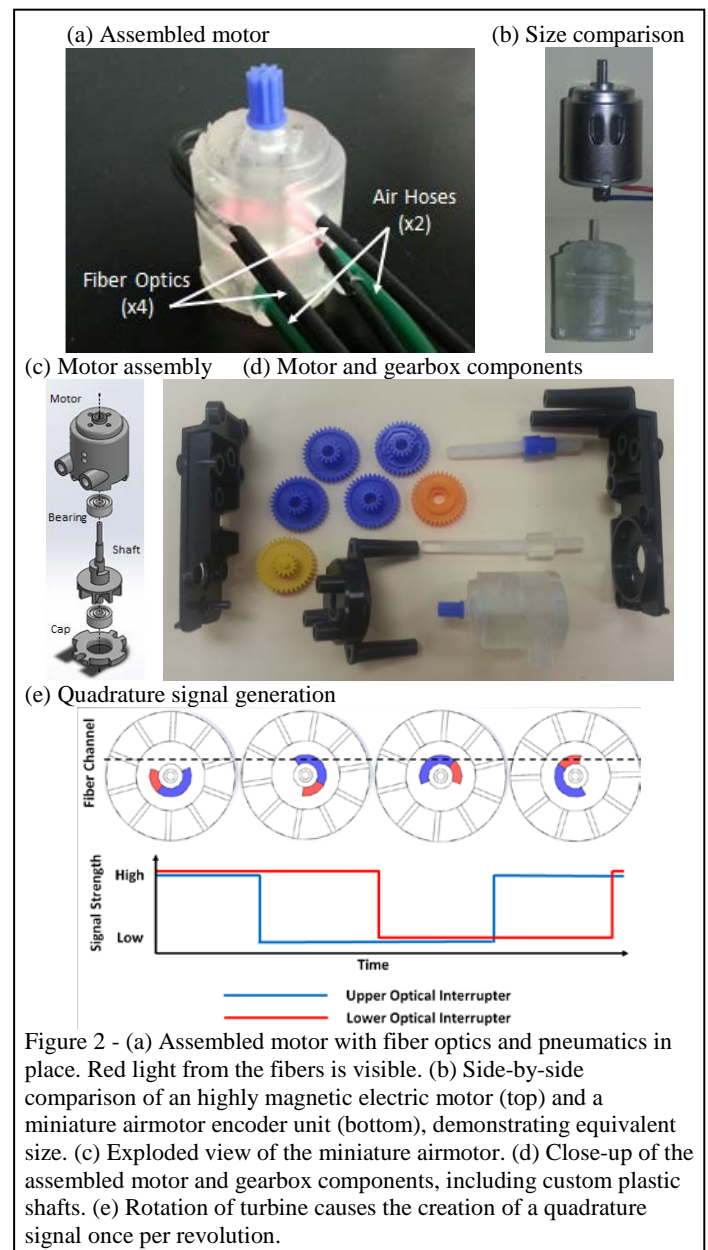 (a) Assembled motor
(b) Size comparison
Air Hoses
(x2)
Fiber Optics
(x4)
(c) Motor assembly
(d) Motor and gearbox components
Motor
Bearing
Shaft
Cap
(e) Quadrature signal generation
Fiber Channel
Signal Strength
High
Low
Time
Upper Optical Interrupter
Lower Optical Interrupter
Figure 2 - (a) Assembled motor with fiber optics and pneumatics in
place. Red light from the fibers is visible. (b) Side-by-side
comparison of an highly magnetic electric motor (top) and a
miniature airmotor encoder unit (bottom), demonstrating equivalent
size. (c) Exploded view of the miniature airmotor. (d) Close-up of the
assembled motor and gearbox components, including custom plastic
shafts. (e) Rotation of turbine causes the creation of a quadrature
signal once per revolution.